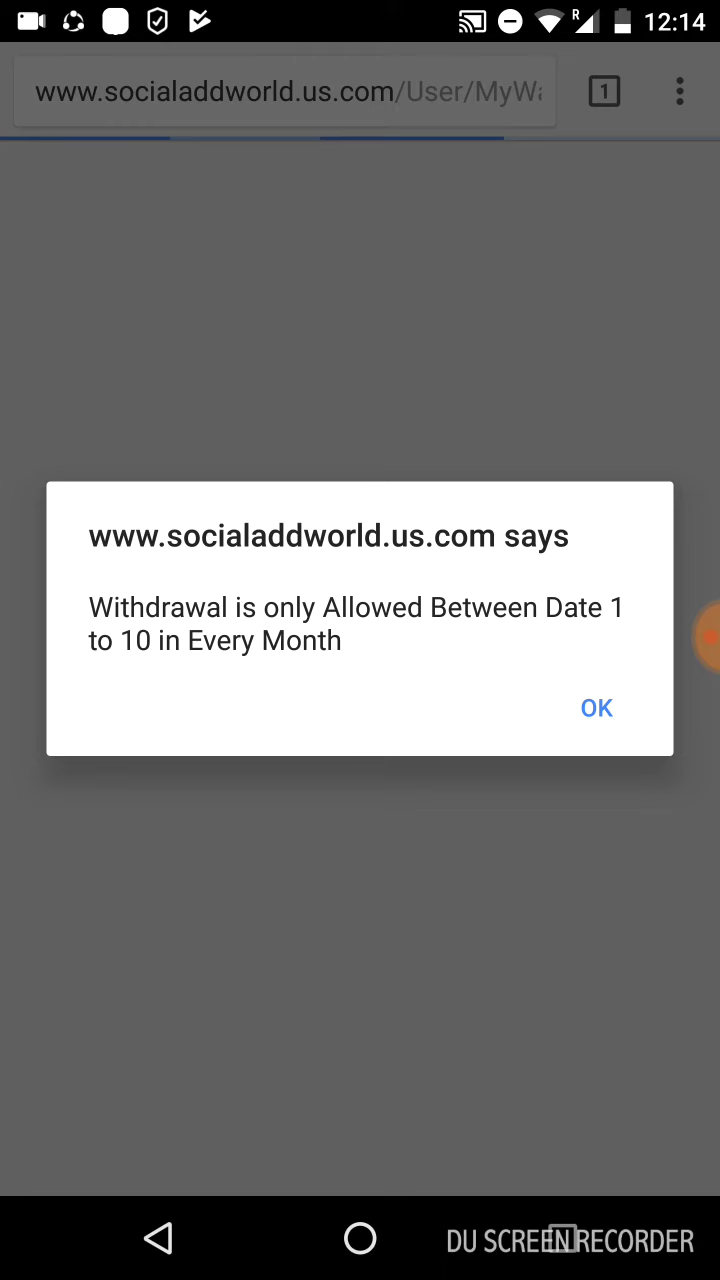 R
12:14
www.socialaddworld.us.com/User/MyWa
1
www.socialaddworld.us.com says
Withdrawal is only Allowed Between Date 1
to 10 in Every Month
OK
DU SCREEN RECORDER